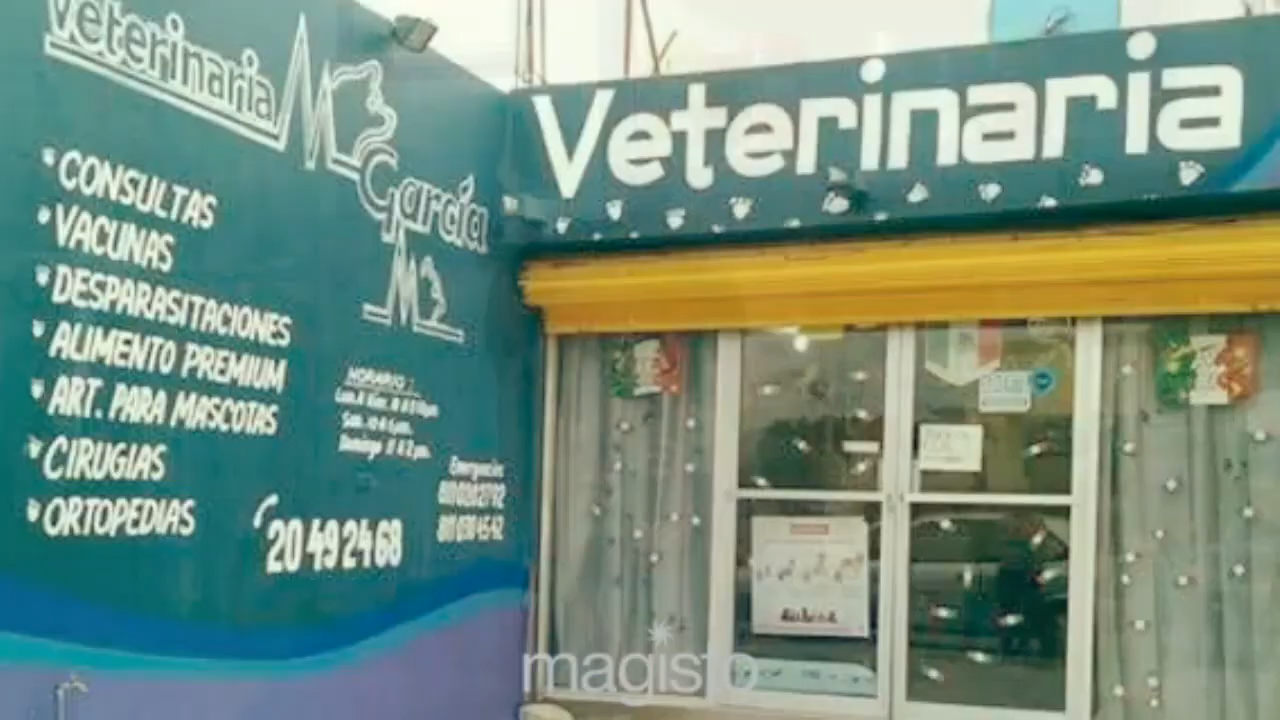 Veterinaria
García
CONSULTAS
VACUNAS
DESPARASITACIONES
ALIMENTO PREMIUM
ART. PARA MASCOTAS
CIRUGIAS
ORTOPEDIAS
HORARIO:
Domingo
20 49 24 68
Emergencias
Veterinaria
magisto